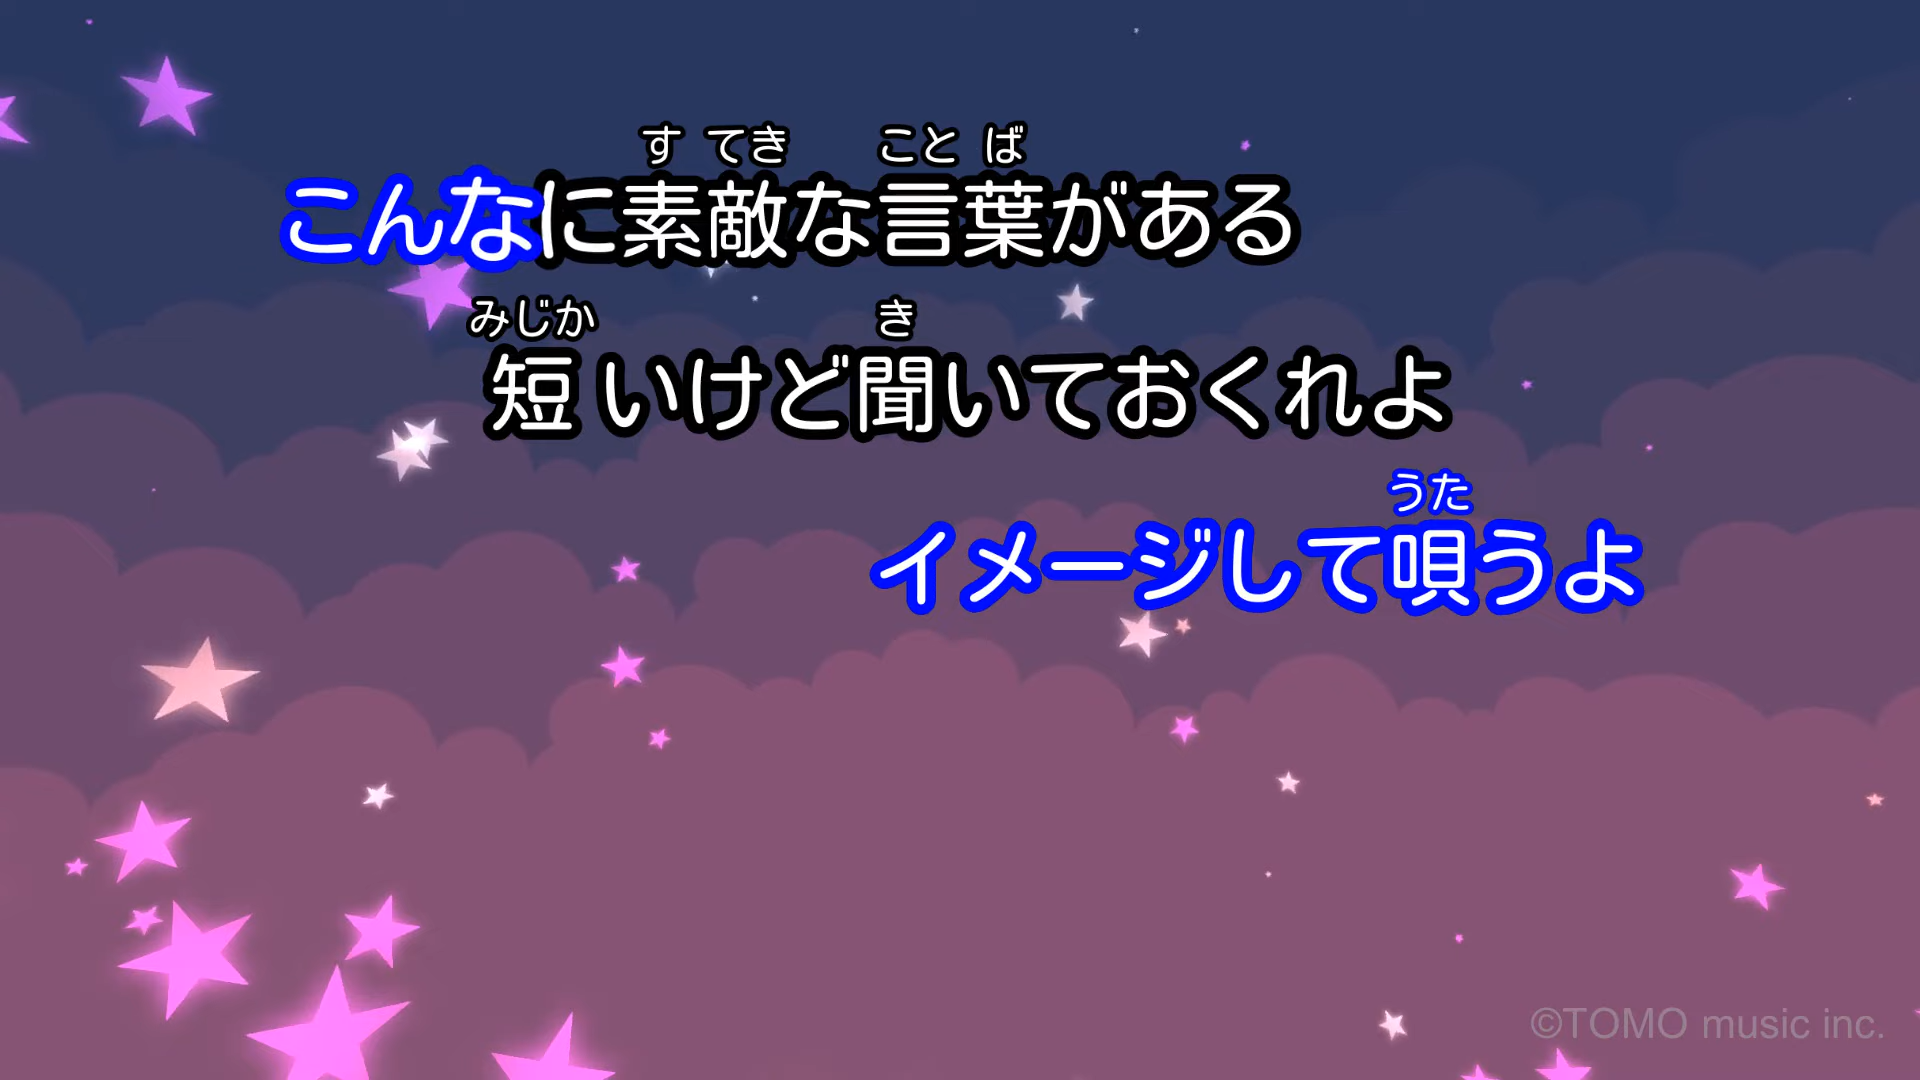 すてき ことば
こんなに素敵な言葉がある
みじか き
短いけど聞いておくれよ
うた
イメージして唄うよ
©TOMO music inc.